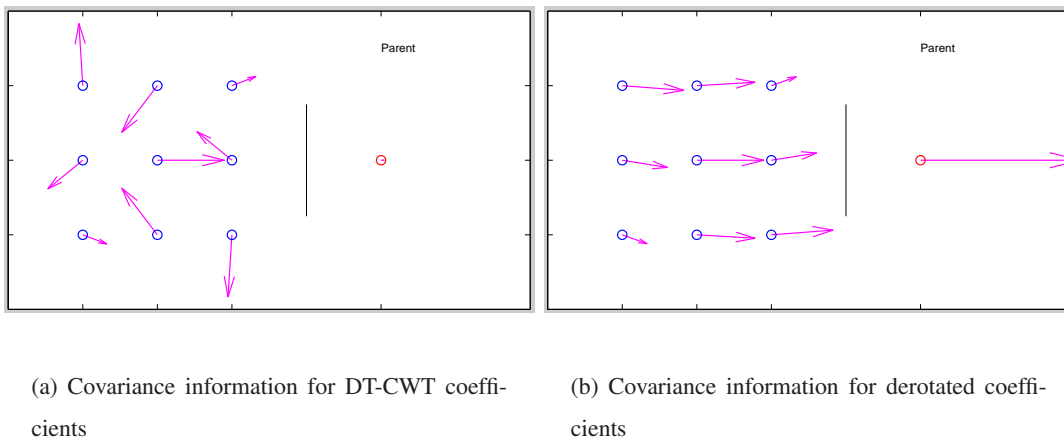 Parent
Parent
(a) Covariance information for DT-CWT coeffi-
cients
(b) Covariance information for derotated coeffi-
cients